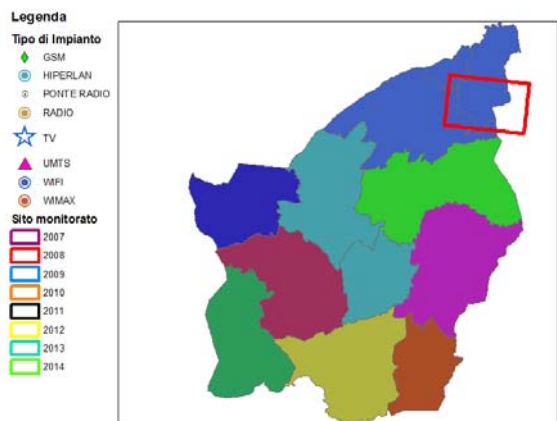 Legenda
Tipo di Impianto
GSM
HIPERLAN
PONTE RADIO
RADIO
TV
UMTS
WIFI
WIMAX
Sito monitorato
2007
2008
2009
2010
2011
2012
2013
2014